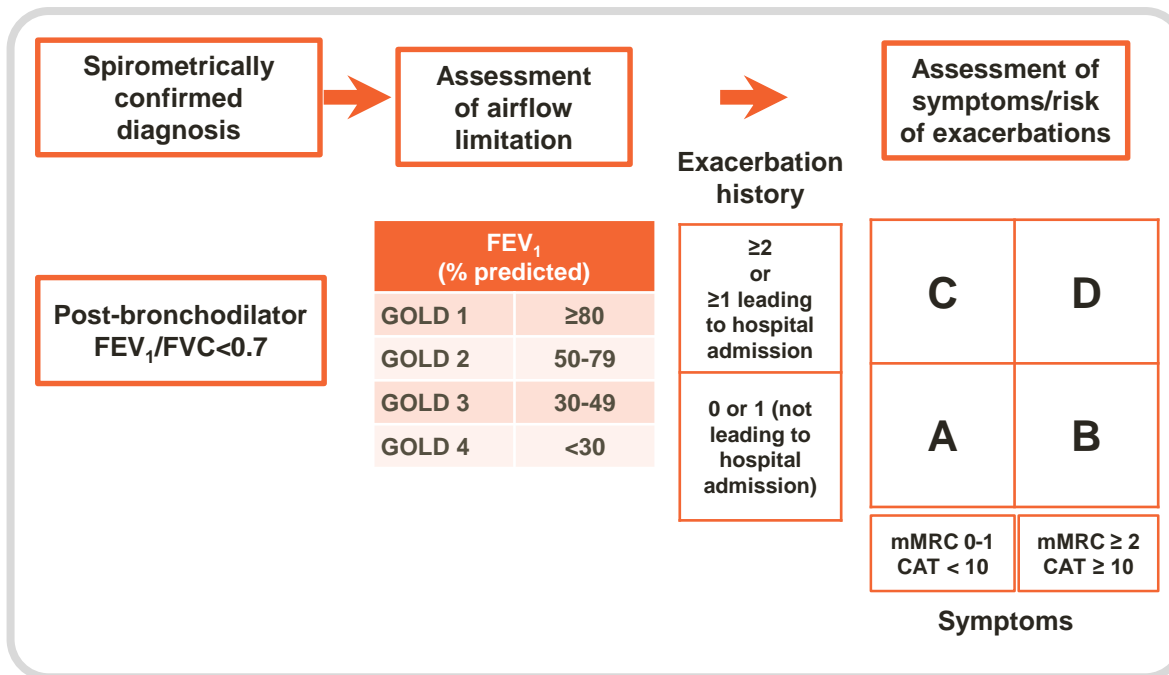 Spirometrically
confirmed
diagnosis
Assessment
of airflow
limitation
Assessment of
symptoms/risk
of exacerbations
Exacerbation
history
Post-bronchodilator
FEV₁/FVC<0.7
FEV₁
(% predicted)
GOLD 1 ≥80
GOLD 2 50-79
GOLD 3 30-49
GOLD 4 <30
≥2
or
≥1 leading
to hospital
admission
0 or 1 (not
leading to
hospital
admission)
C D
A B
mMRC 0-1
CAT < 10
mMRC ≥ 2
CAT ≥ 10
Symptoms